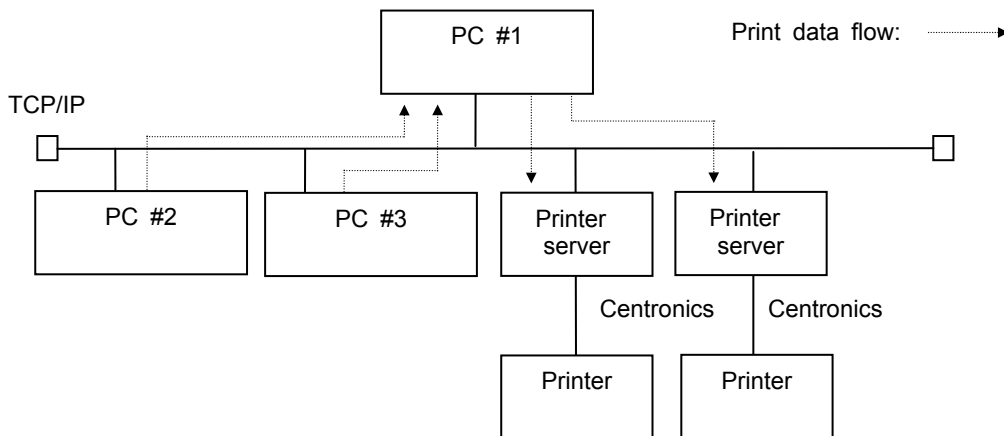 PC #1
Print data flow:
TCP/IP
PC #2
PC #3
Printer
server
Printer
server
Centronics
Centronics
Printer
Printer